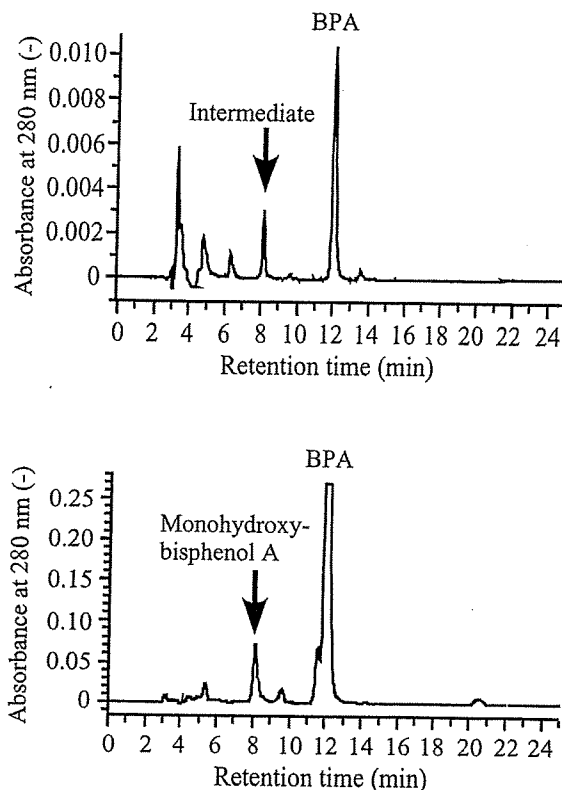 BPA
0.010
0.008
Intermediate
0.006
0.004
0.002
0
Absorbance at 280 nm (-)
0 2 4 6 8 10 12 14 16 18 20 22 24
Retention time (min)
BPA
0.25
0.20
Monohydroxy-
bisphenol A
0.15
0.10
0.05
0
Absorbance at 280 nm (-)
0 2 4 6 8 10 12 14 16 18 20 22 24
Retention time (min)